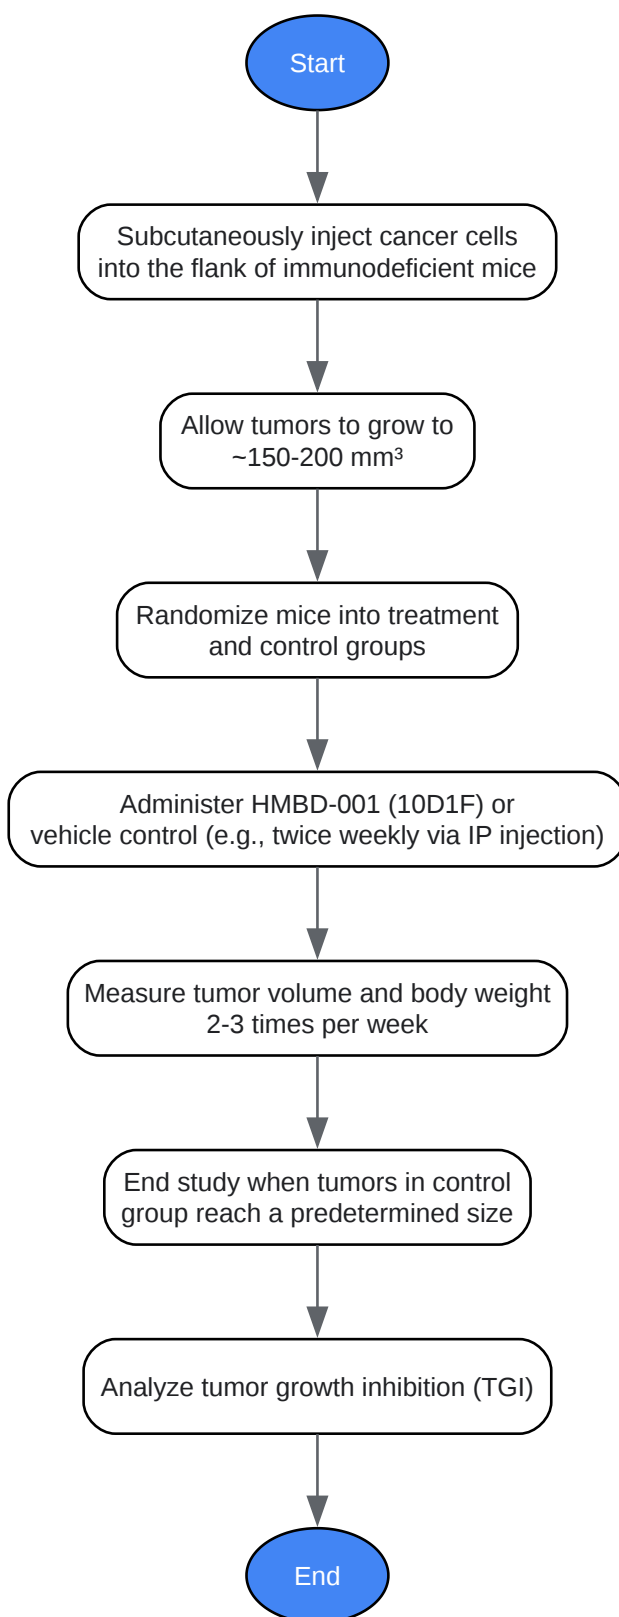 Start
Subcutaneously inject cancer cells
into the flank of immunodeficient mice
Allow tumors to grow to
~150-200 mm³
Randomize mice into treatment
and control groups
Administer HMBD-001 (10D1F) or
vehicle control (e.g., twice weekly via IP injection)
Measure tumor volume and body weight
2-3 times per week
End study when tumors in control
group reach a predetermined size
Analyze tumor growth inhibition (TGI)
End